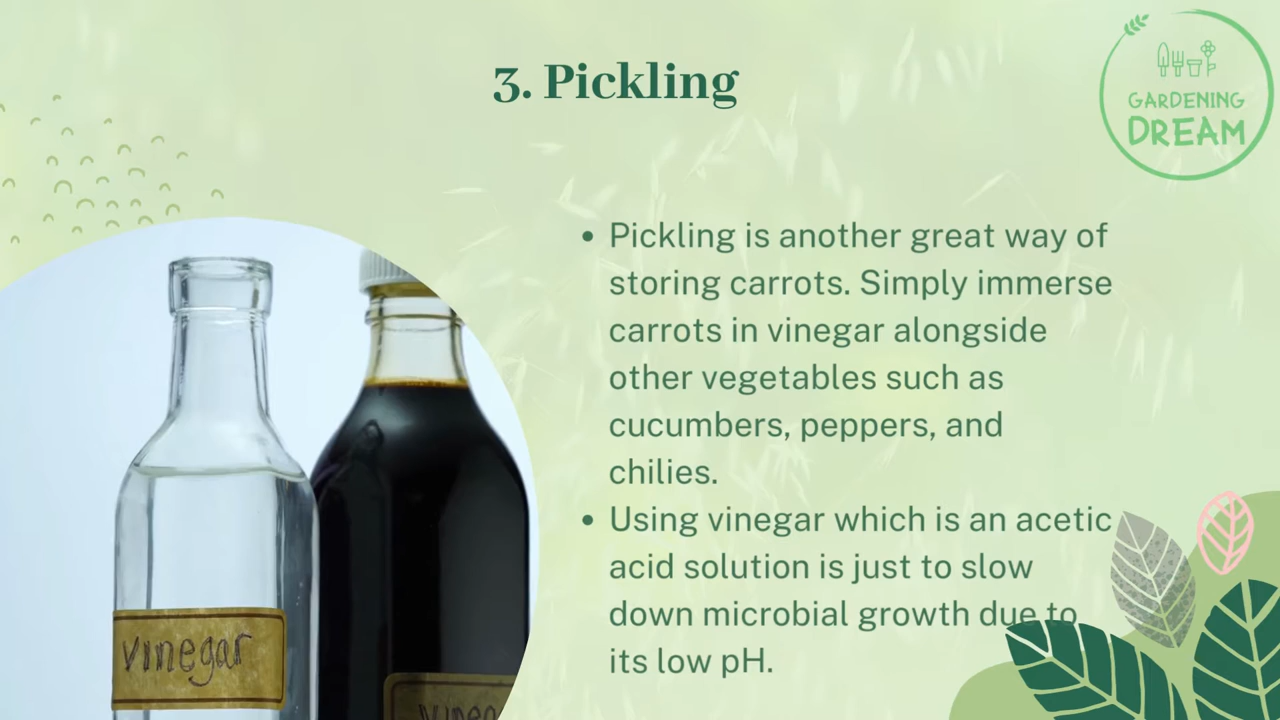 3. Pickling
GARDENING
DREAM
• Pickling is another great way of
storing carrots. Simply immerse
carrots in vinegar alongside
other vegetables such as
cucumbers, peppers, and
chilies.
• Using vinegar which is an acetic
acid solution is just to slow
down microbial growth due to
its low pH.
vinegar